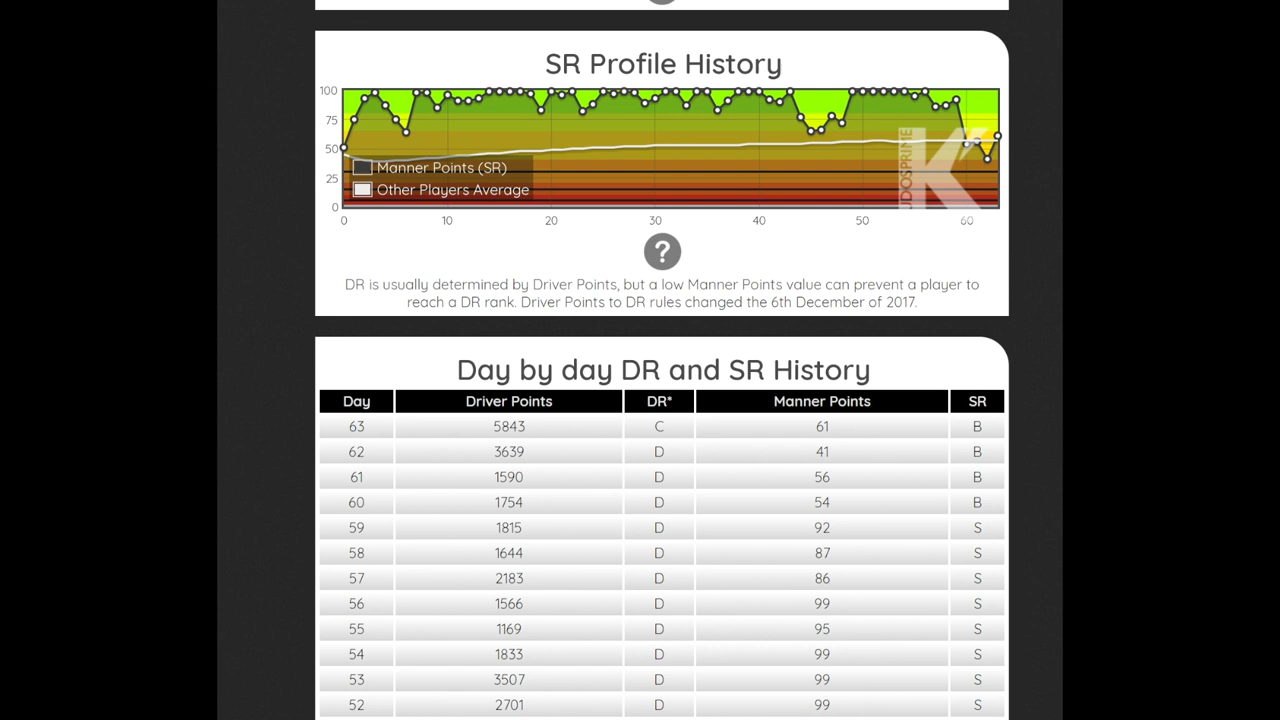 SR Profile History
100
75
50
25
0
Manner Points (SR)
Other Players Average
0 10 20 30 40 50 60
UDOSPRIME
K
?
DR is usually determined by Driver Points, but a low Manner Points value can prevent a player to
reach a DR rank. Driver Points to DR rules changed the 6th December of 2017.
Day by day DR and SR History
Day Driver Points DR* Manner Points SR
63 5843 C 61 B
62 3639 D 41 B
61 1590 D 56 B
60 1754 D 54 B
59 1815 D 92 S
58 1644 D 87 S
57 2183 D 86 S
56 1566 D 99 S
55 1169 D 95 S
54 1833 D 99 S
53 3507 D 99 S
52 2701 D 99 S